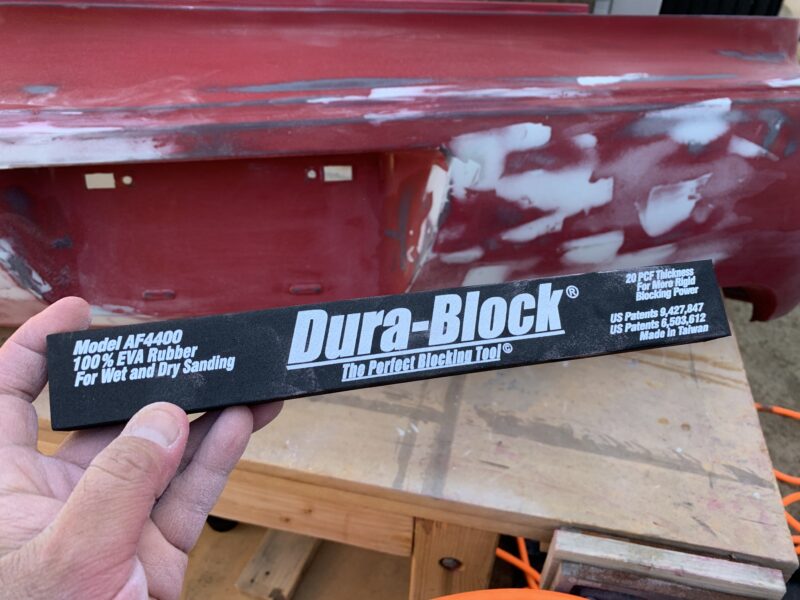 Model AF4400
100% EVA Rubber
For Wet and Dry Sanding
Dura-Block®
The Perfect Blocking Tool©
20 PCF Thickness
For More Rigid
Blocking Power
US Patents 9,427,847
US Patents 6,503,612
Made in Taiwan